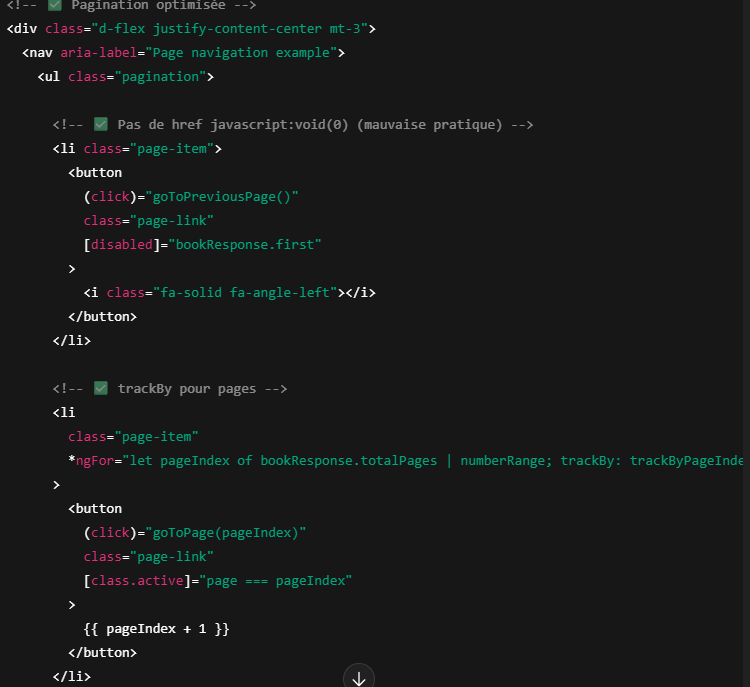 <!-- ✅ Pagination optimisée -->
<div class="d-flex justify-content-center mt-3">
<nav aria-label="Page navigation example">
<ul class="pagination">
<!-- ✅ Pas de href javascript:void(0) (mauvaise pratique) -->
<li class="page-item">
<button
(click)="goToPreviousPage()"
class="page-link"
[disabled]="bookResponse.first"
>
<i class="fa-solid fa-angle-left"></i>
</button>
</li>
<!-- ✅ trackBy pour pages -->
<li
class="page-item"
*ngFor="let pageIndex of bookResponse.totalPages | numberRange; trackBy: trackByPageInde
>
<button
(click)="goToPage(pageIndex)"
class="page-link"
[class.active]="page === pageIndex"
>
{{ pageIndex + 1 }}
</button>
</li>